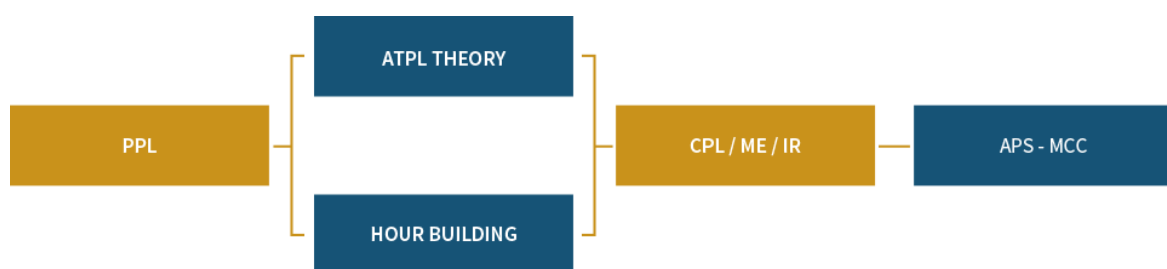 PPL
ATPL THEORY
HOUR BUILDING
CPL / ME / IR
APS - MCC